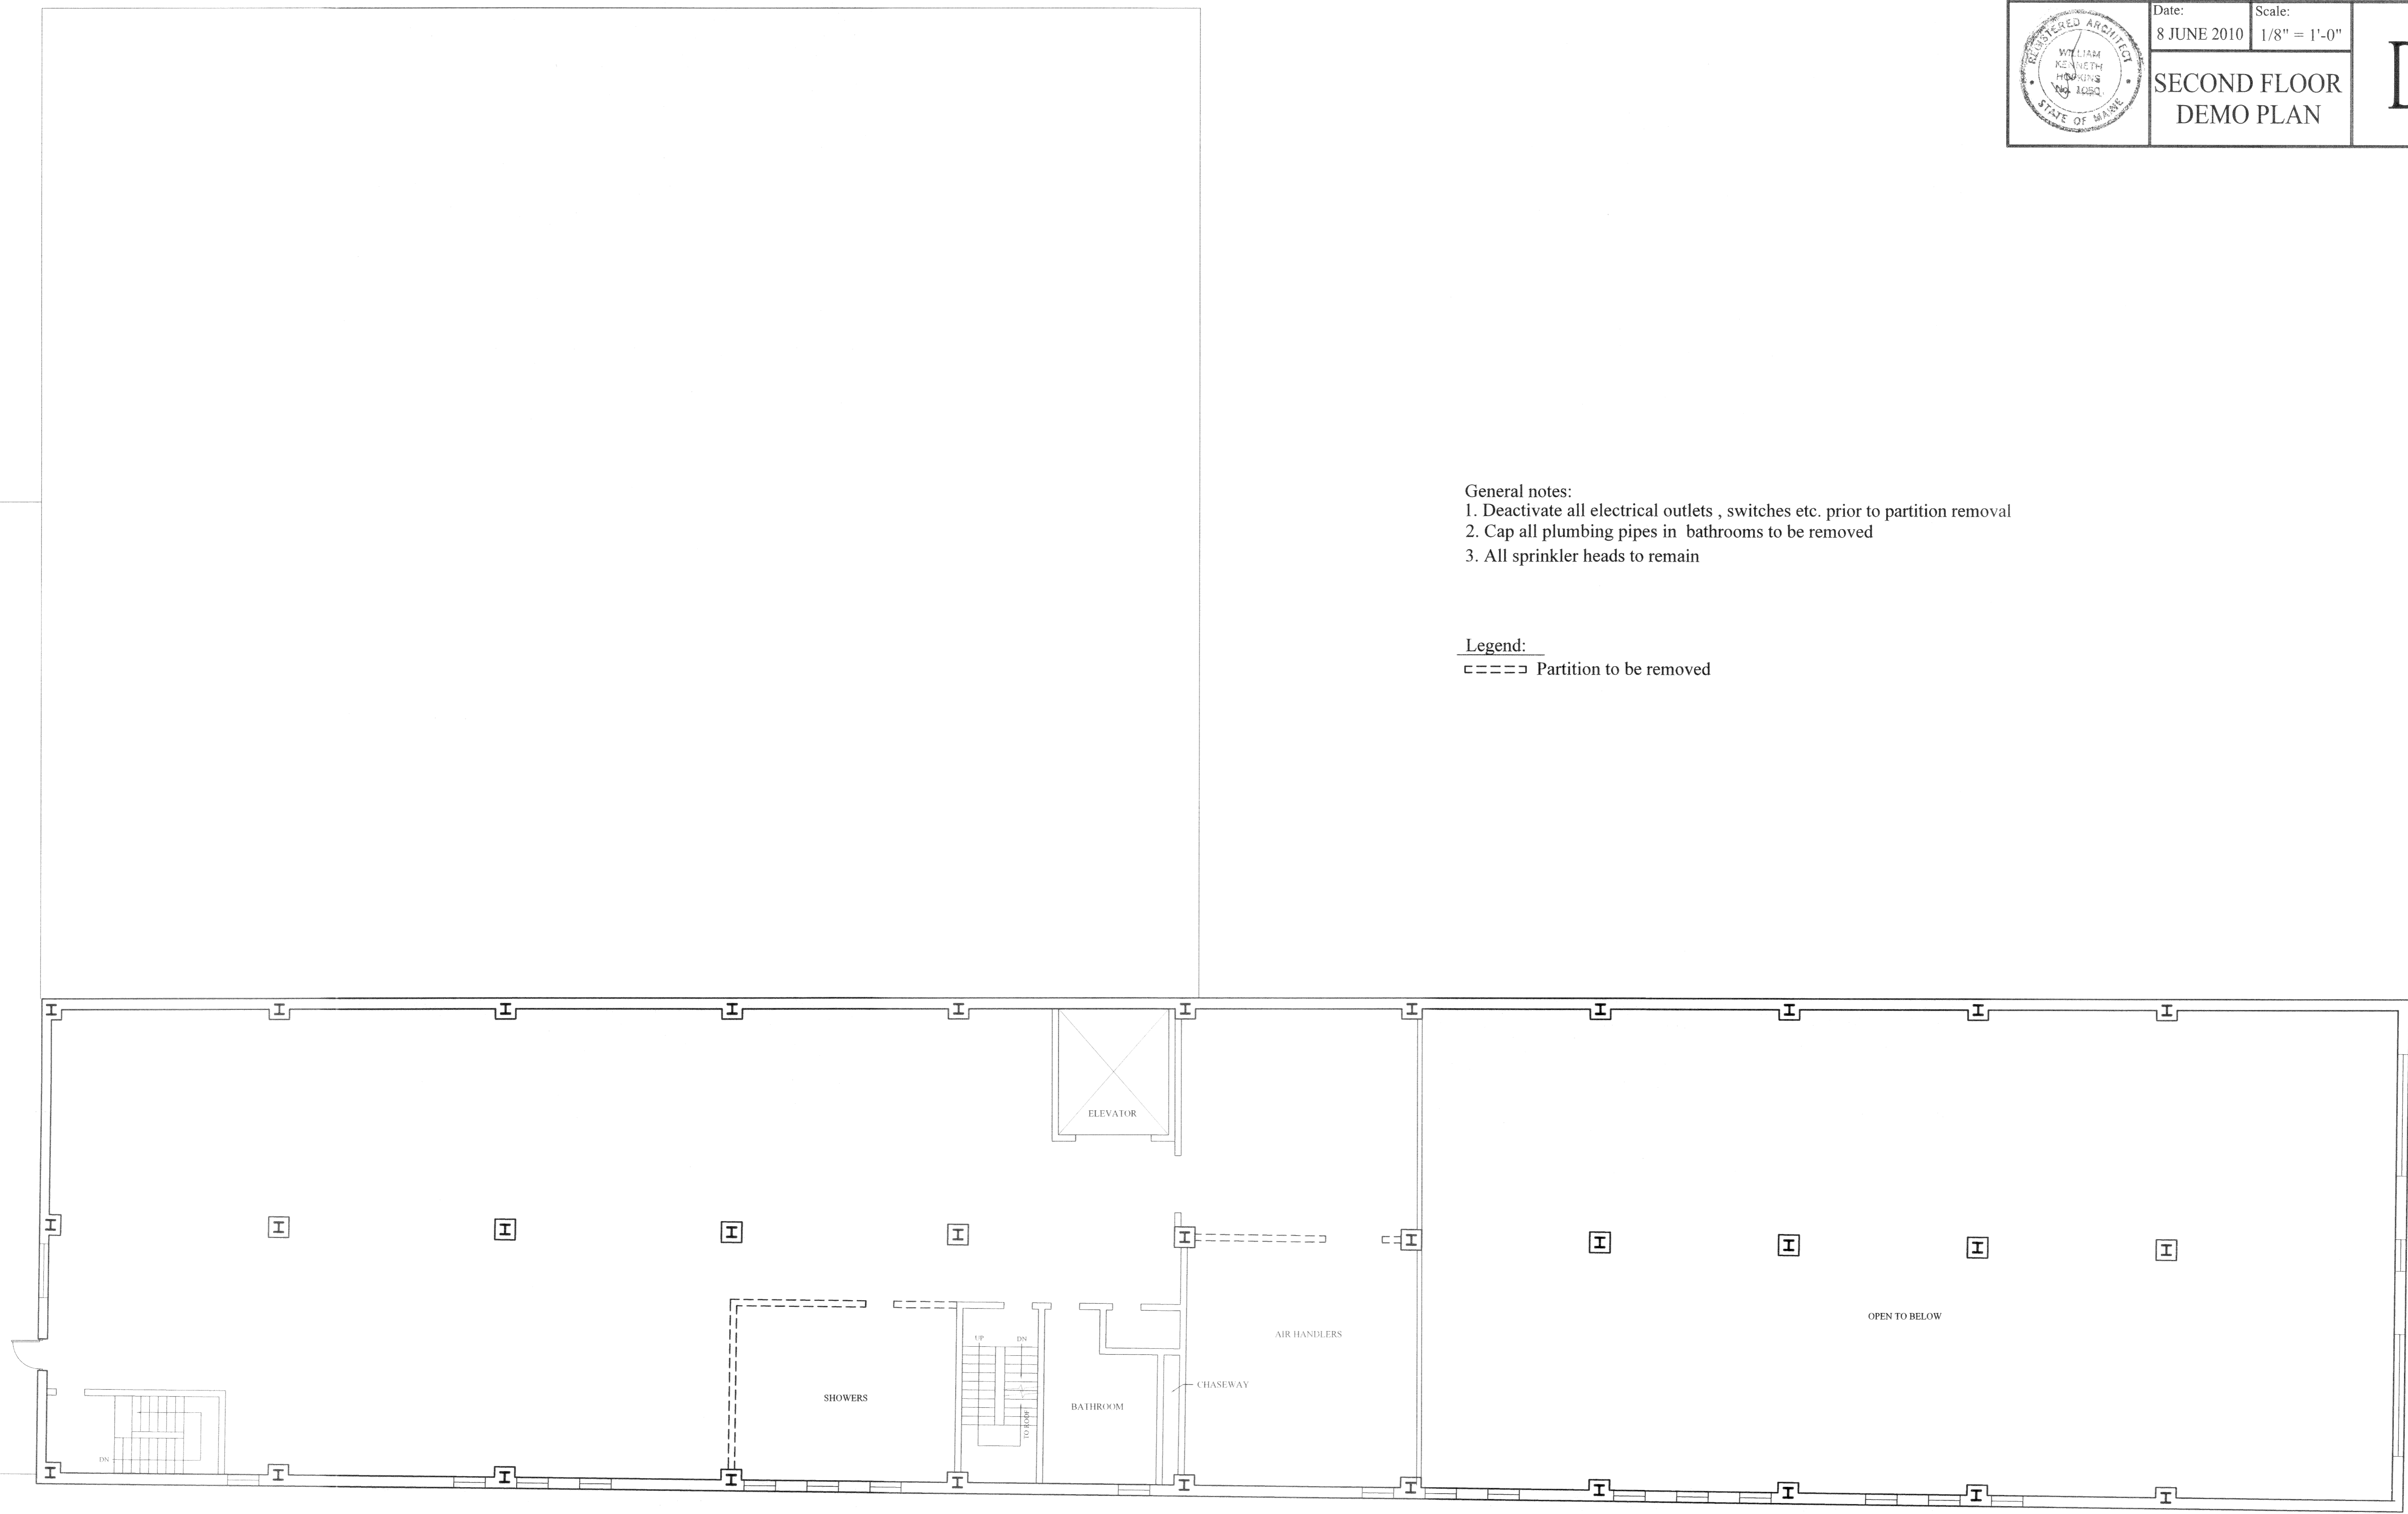 REGISTERED ARCHITECT
WILLIAM
KENNETH
HOPKINS
No. 1050
STATE OF MAINE
Date:
8 JUNE 2010
Scale:
1/8" = 1'-0"
SECOND FLOOR
DEMO PLAN
General notes:
1. Deactivate all electrical outlets , switches etc. prior to partition removal
2. Cap all plumbing pipes in bathrooms to be removed
3. All sprinkler heads to remain
Legend:
Partition to be removed
ELEVATOR
OPEN TO BELOW
AIR HANDLERS
UP
DN
CHASEWAY
SHOWERS
BATHROOM
TO ROOF
DN